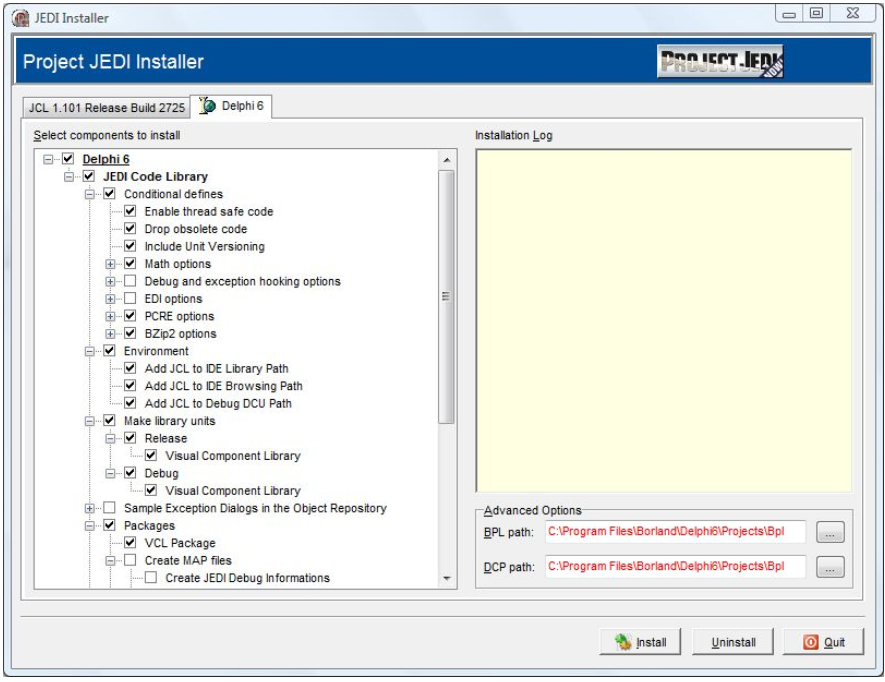 JEDI Installer
Project JEDI Installer
PROJECT JEDI
JCL 1.101 Release Build 2725
Delphi 6
Select components to install
Delphi 6
JEDI Code Library
Conditional defines
Enable thread safe code
Drop obsolete code
Include Unit Versioning
Math options
Debug and exception hooking options
EDI options
PCRE options
BZip2 options
Environment
Add JCL to IDE Library Path
Add JCL to IDE Browsing Path
Add JCL to Debug DCU Path
Make library units
Release
Visual Component Library
Debug
Visual Component Library
Sample Exception Dialogs in the Object Repository
Packages
VCL Package
Create MAP files
Create JEDI Debug Informations
Installation Log
Advanced Options
BPL path: C:\Program Files\Borland\Delphi6\Projects\Bpl ...
DCP path: C:\Program Files\Borland\Delphi6\Projects\Bpl ...
Install Uninstall Quit